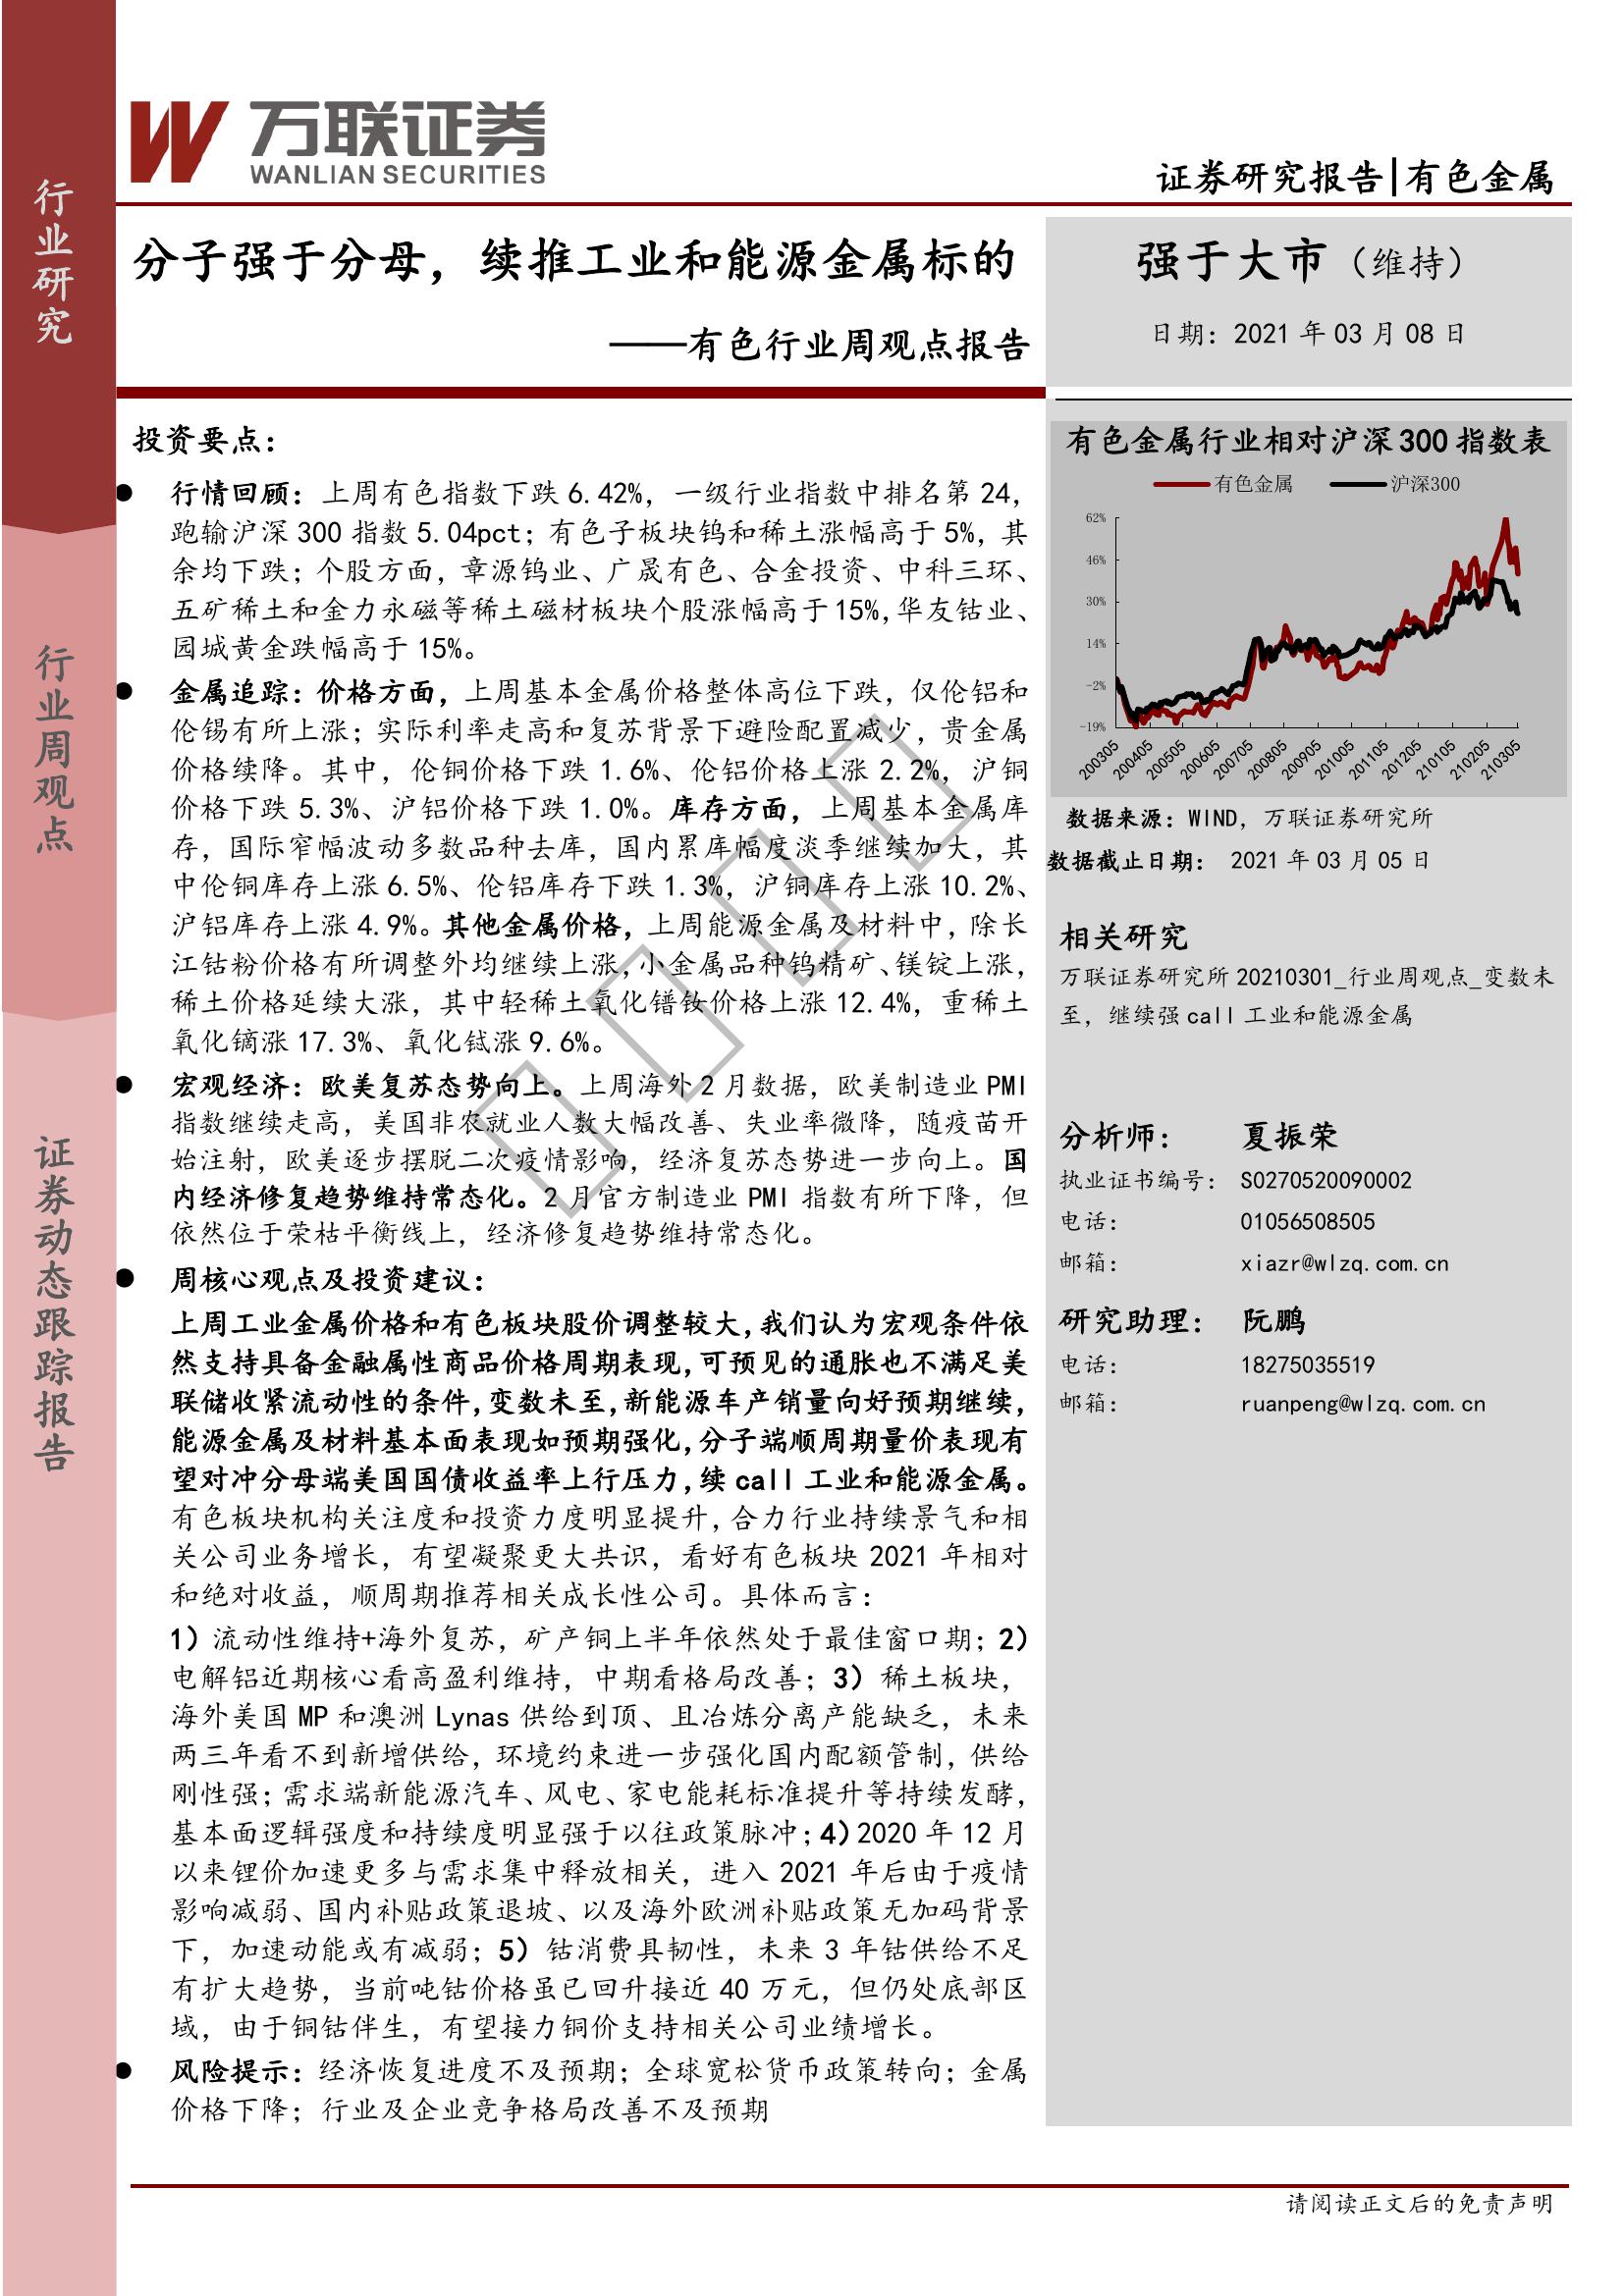 万联证券
WANLIAN SECURITIES
证券研究报告|有色金属
行业研究
行业周观点
证券动态跟踪报告
分子强于分母，续推工业和能源金属标的
——有色行业周观点报告
强于大市（维持）
日期：2021 年 03 月 08 日
投资要点：
● 行情回顾：上周有色指数下跌 6.42%，一级行业指数中排名第 24，
跑输沪深 300 指数 5.04pct；有色子板块钨和稀土涨幅高于 5%，其
余均下跌；个股方面，章源钨业、广晟有色、合金投资、中科三环、
五矿稀土和金力永磁等稀土磁材板块个股涨幅高于 15%，华友钴业、
园城黄金跌幅高于 15%。
● 金属追踪：价格方面，上周基本金属价格整体高位下跌，仅伦铝和
伦锡有所上涨；实际利率走高和复苏背景下避险配置减少，贵金属
价格续降。其中，伦铜价格下跌 1.6%、伦铝价格上涨 2.2%，沪铜
价格下跌 5.3%、沪铝价格下跌 1.0%。库存方面，上周基本金属库
存，国际窄幅波动多数品种去库，国内累库幅度淡季继续加大，其
中伦铜库存上涨 6.5%、伦铝库存下跌 1.3%，沪铜库存上涨 10.2%、
沪铝库存上涨 4.9%。其他金属价格，上周能源金属及材料中，除长
江钴粉价格有所调整外均继续上涨，小金属品种钨精矿、镁锭上涨，
稀土价格延续大涨，其中轻稀土氧化镨钕价格上涨 12.4%，重稀土
氧化镝涨 17.3%、氧化铽涨 9.6%。
● 宏观经济：欧美复苏态势向上。上周海外 2 月数据，欧美制造业 PMI
指数继续走高，美国非农就业人数大幅改善、失业率微降，随疫苗开
始注射，欧美逐步摆脱二次疫情影响，经济复苏态势进一步向上。国
内经济修复趋势维持常态化。2 月官方制造业 PMI 指数有所下降，但
依然位于荣枯平衡线上，经济修复趋势维持常态化。
● 周核心观点及投资建议：
上周工业金属价格和有色板块股价调整较大，我们认为宏观条件依
然支持具备金融属性商品价格周期表现，可预见的通胀也不满足美
联储收紧流动性的条件，变数未至，新能源车产销量向好预期继续，
能源金属及材料基本面表现如预期强化，分子端顺周期量价表现有
望对冲分母端美国国债收益率上行压力，续 call 工业和能源金属。
有色板块机构关注度和投资力度明显提升，合力行业持续景气和相
关公司业务增长，有望凝聚更大共识，看好有色板块 2021 年相对
和绝对收益，顺周期推荐相关成长性公司。具体而言：
1）流动性维持+海外复苏，矿产铜上半年依然处于最佳窗口期；2）
电解铝近期核心看高盈利维持，中期看格局改善；3）稀土板块，
海外美国 MP 和澳洲 Lynas 供给到顶、且冶炼分离产能缺乏，未来
两三年看不到新增供给，环境约束进一步强化国内配额管制，供给
刚性强；需求端新能源汽车、风电、家电能耗标准提升等持续发酵，
基本面逻辑强度和持续度明显强于以往政策脉冲；4）2020 年 12 月
以来锂价加速更多与需求集中释放相关，进入 2021 年后由于疫情
影响减弱、国内补贴政策退坡、以及海外欧洲补贴政策无加码背景
下，加速动能或有减弱；5）钴消费具韧性，未来 3 年钴供给不足
有扩大趋势，当前吨钴价格虽已回升接近 40 万元，但仍处底部区
域，由于铜钴伴生，有望接力铜价支持相关公司业绩增长。
● 风险提示：经济恢复进度不及预期；全球宽松货币政策转向；金属
价格下降；行业及企业竞争格局改善不及预期
有色金属行业相对沪深 300 指数表
有色金属 沪深300
62%
46%
30%
14%
-2%
-19%
200305 200405 200505 200605 200705 200805 200905 201005 201105 201205 210105 210205 210305
数据来源：WIND，万联证券研究所
数据截止日期： 2021 年 03 月 05 日
相关研究
万联证券研究所 20210301_行业周观点_变数未
至，继续强 call 工业和能源金属
分析师： 夏振荣
执业证书编号： S0270520090002
电话： 01056508505
邮箱： xiazr@wlzq.com.cn
研究助理： 阮鹏
电话： 18275035519
邮箱： ruanpeng@wlzq.com.cn
请阅读正文后的免责声明